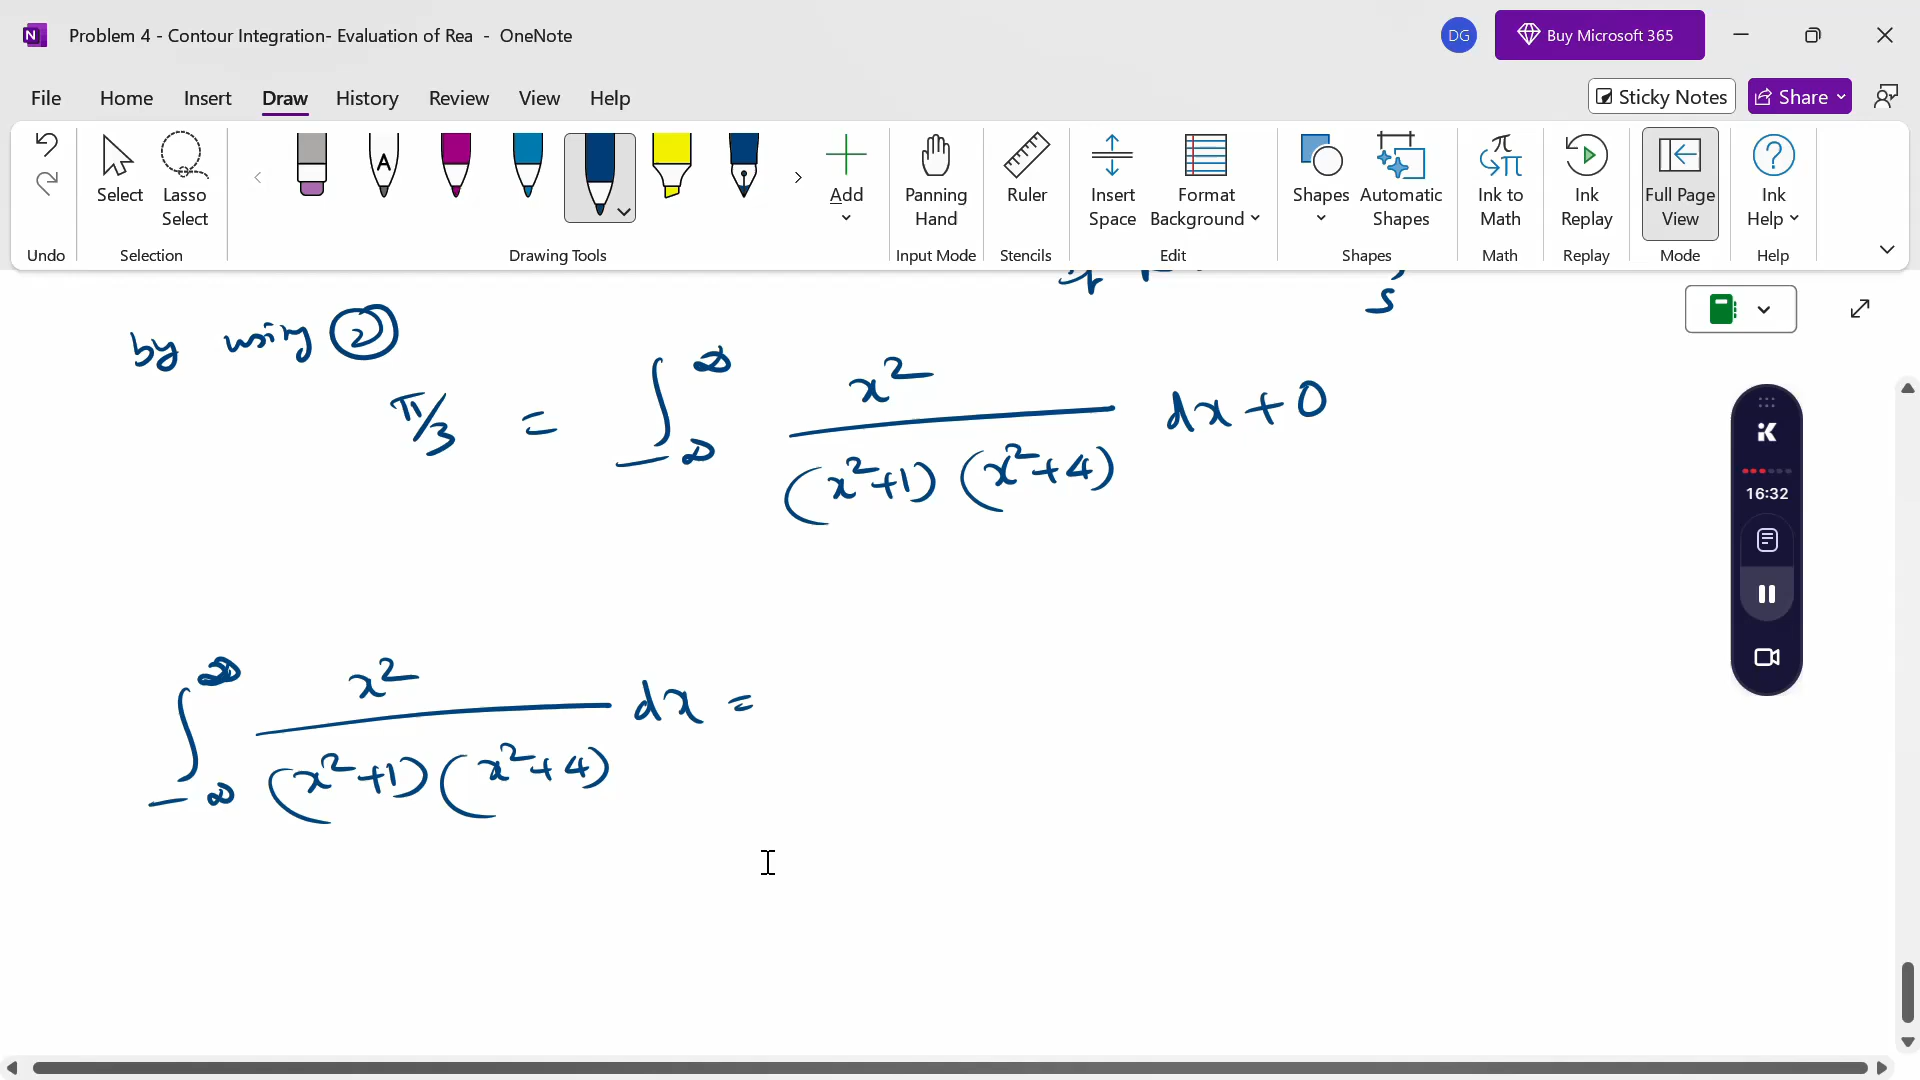 Problem 4 - Contour Integration- Evaluation of Rea - OneNote
DG
Buy Microsoft 365
File Home Insert Draw History Review View Help
Sticky Notes
Share
A
Select
Lasso Select
Add
Panning Hand
Ruler
Insert Space
Format Background
Shapes
Automatic Shapes
Ink to Math
Ink Replay
Full Page View
Ink Help
Undo Selection Drawing Tools Input Mode Stencils Edit Shapes Math Replay Mode Help
s
by using ②
π/3 = ∫_{-∞}^{∞} x²/((x²+1)(x²+4)) dx + 0
16:32
∫_{-∞}^{∞} x²/((x²+1)(x²+4)) dx =